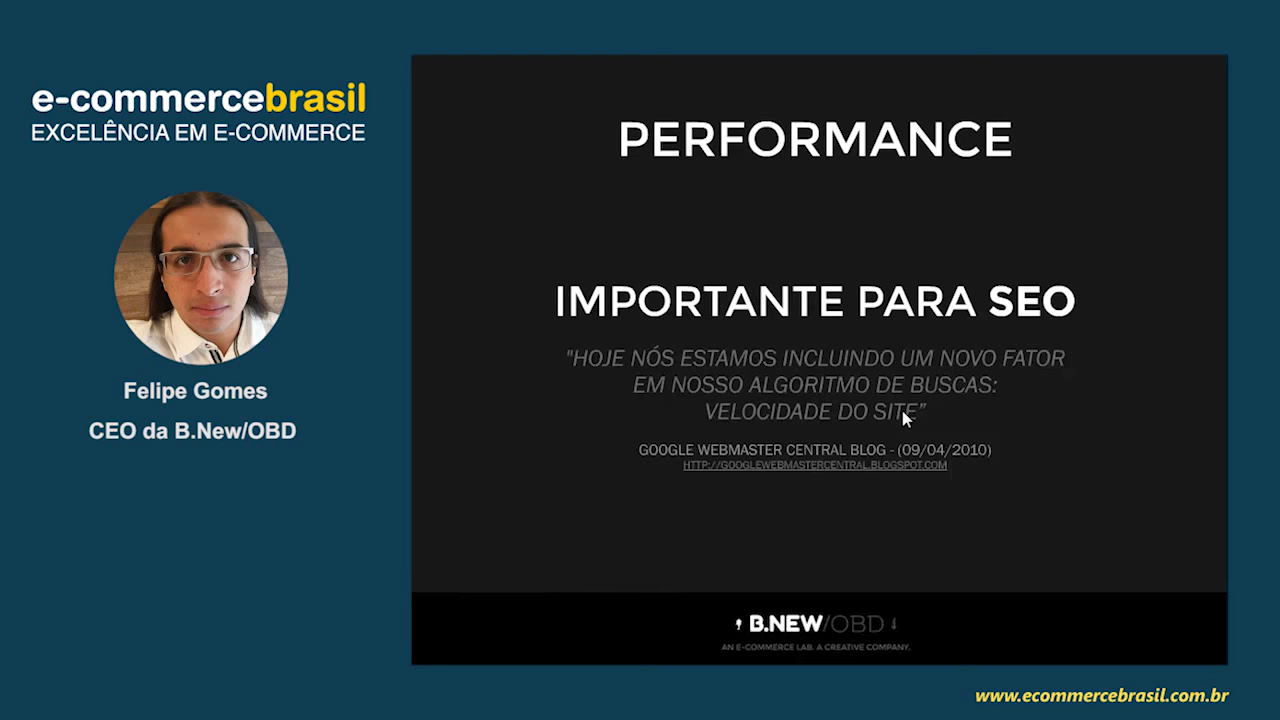 e-commercebrasil
EXCELÊNCIA EM E-COMMERCE
Felipe Gomes
CEO da B.New/OBD
PERFORMANCE
IMPORTANTE PARA SEO
"HOJE NÓS ESTAMOS INCLUINDO UM NOVO FATOR
EM NOSSO ALGORITMO DE BUSCAS:
VELOCIDADE DO SITE”
GOOGLE WEBMASTER CENTRAL BLOG - (09/04/2010)
HTTP://GOOGLEWEBMASTERCENTRAL.BLOGSPOT.COM
B.NEW/OBD
AN E-COMMERCE LAB. A CREATIVE COMPANY.
www.ecommercebrasil.com.br